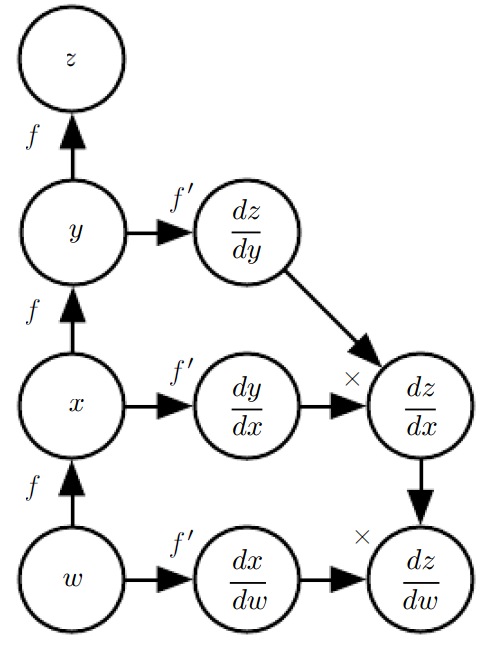 z
f
f′
y
dz
dy
f
f′
×
x
dy
dx
dz
dx
f
f′
×
w
dx
dw
dz
dw